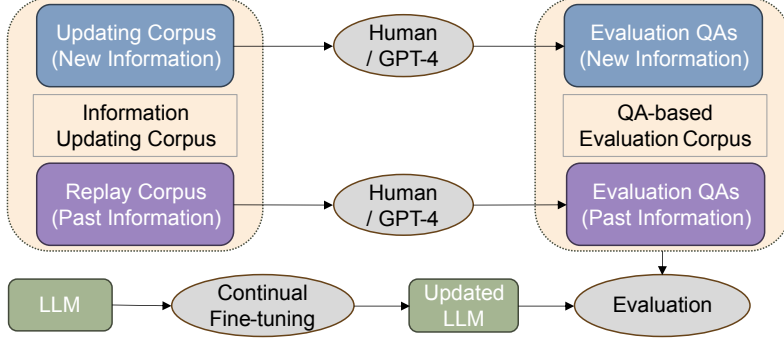 Updating Corpus
(New Information)
Human
/ GPT-4
Evaluation QAs
(New Information)
Information
Updating Corpus
QA-based
Evaluation Corpus
Replay Corpus
(Past Information)
Human
/ GPT-4
Evaluation QAs
(Past Information)
LLM
Continual
Fine-tuning
Updated
LLM
Evaluation